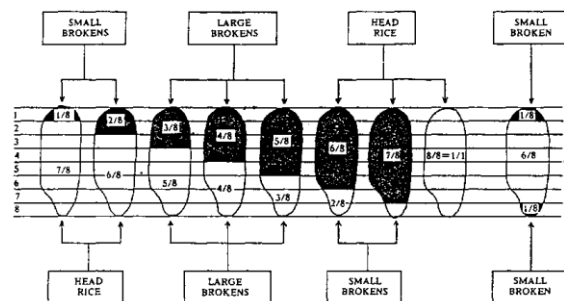 SMALL
BROKENS
LARGE
BROKENS
HEAD
RICE
SMALL
BROKEN
1/8
2/8
3/8
4/8
5/8
6/8
7/8
8/8=1/1
1/8
7/8
6/8
5/8
4/8
3/8
2/8
6/8
1/8
1
2
3
4
5
6
7
8
HEAD
RICE
LARGE
BROKENS
SMALL
BROKENS
SMALL
BROKEN